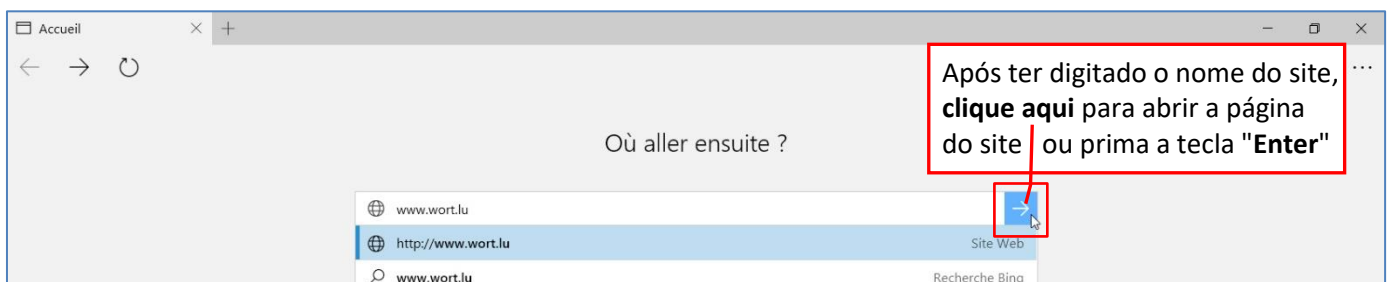 Accueil
Après ter digitado o nome do site,
clique aqui para abrir a página
do site ou prima a tecla "Enter"
Où aller ensuite ?
www.wort.lu
http://www.wort.lu Site Web
www.wort.lu Recherche Bing